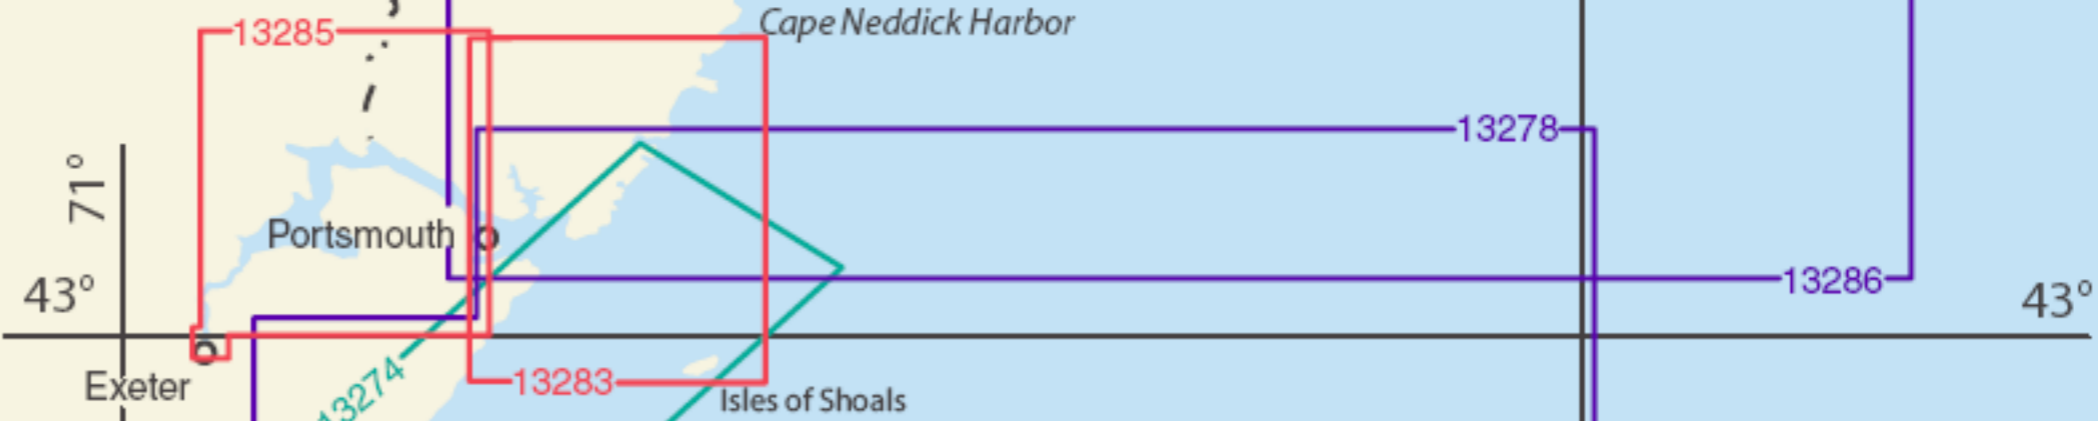 13285
Cape Neddick Harbor
13278
71°
Portsmouth
43°
13286
43°
13274
13283
Exeter
Isles of Shoals